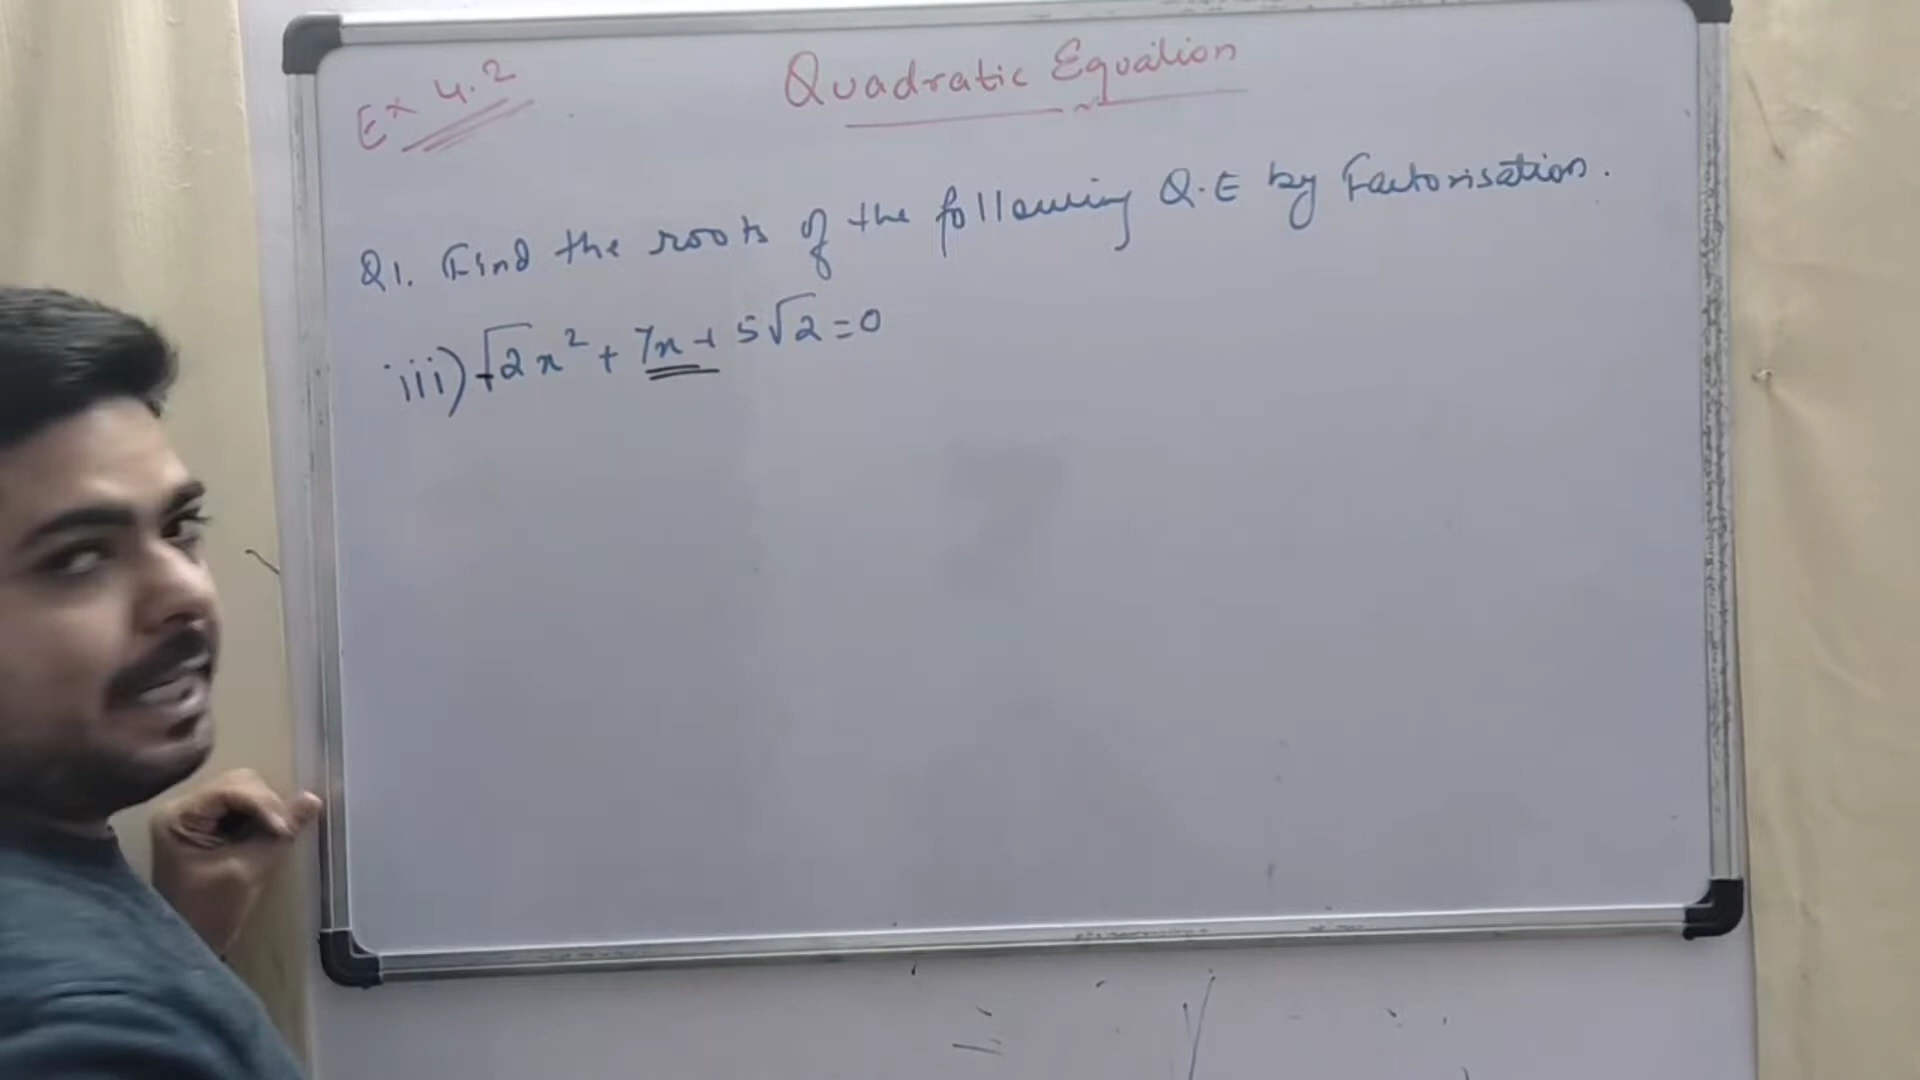 Ex 4.2
Quadratic Equation
Q1. Find the roots of the following Q.E by Factorisation.
iii) √2x² + 7x + 5√2 = 0